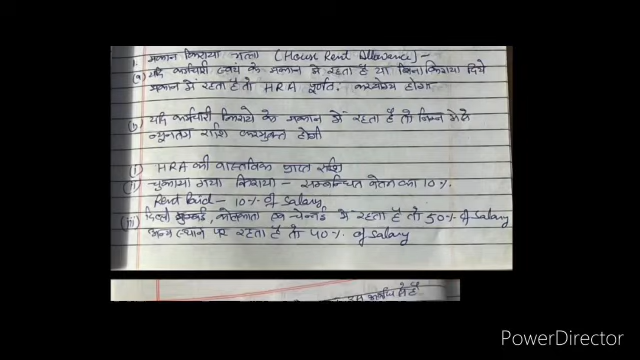 1. मकान किराया भत्ता (House Rent Allowance) -
(a) यदि कर्मचारी स्वयं के मकान में रहता है या बिना किराया दिये
मकान में रहता है तो HRA पूर्णतः करयोग्य होगा।
(b) यदि कर्मचारी किराये के मकान में रहता है तो निम्न में से
न्यूनतम राशि करमुक्त होगी
(i) HRA की वास्तविक प्राप्त राशि
(ii) चुकाया गया किराया - सम्बन्धित वेतन का 10%.
Rent Paid - 10% of Salary
(iii) दिल्ली मुम्बई, कोलकाता एवं चेन्नई में रहता है तो 50% of Salary
अन्य स्थान पर रहता है तो 40% of Salary
PowerDirector